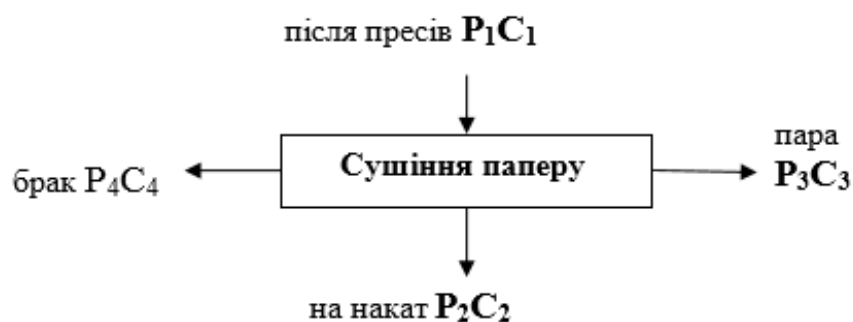 після пресів P₁C₁
пара
P₃C₃
Сушіння паперу
брак P₄C₄
на накат P₂C₂